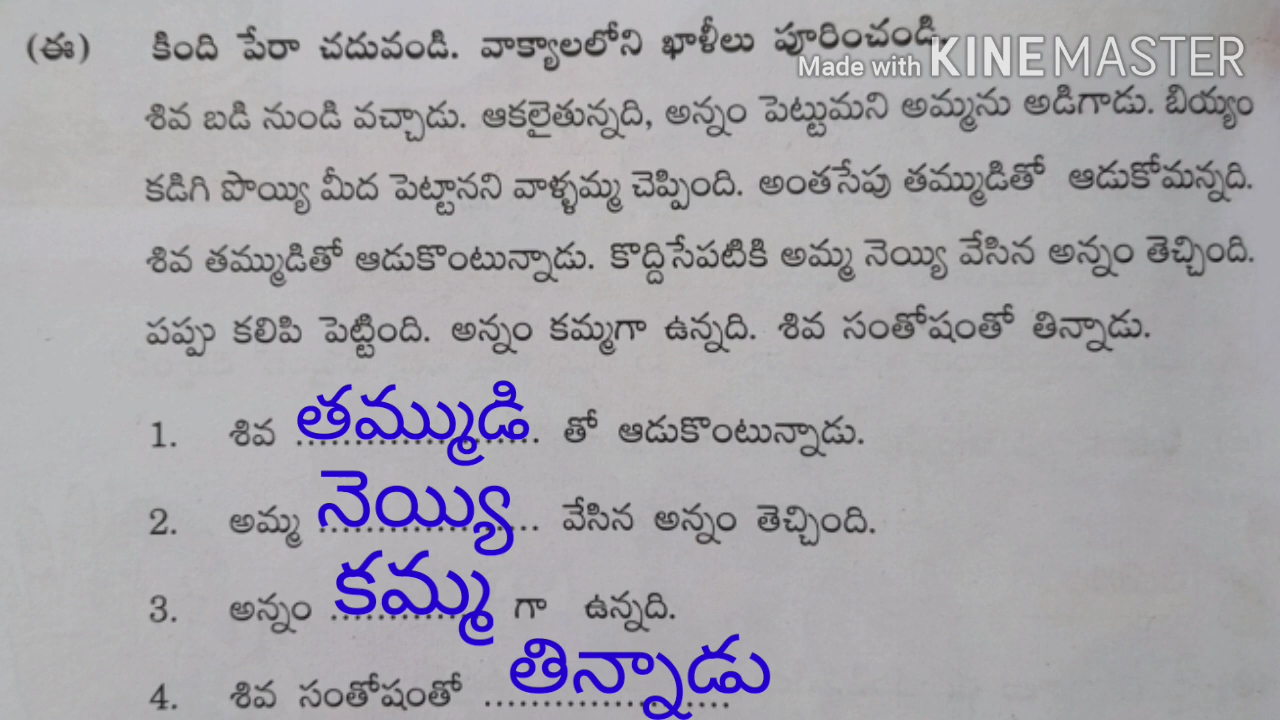 (ఈ) కింది పేరా చదువండి. వాక్యాలలోని ఖాళీలు పూరించండి.
Made with KINEMASTER
శివ బడి నుండి వచ్చాడు. ఆకలైతున్నది, అన్నం పెట్టుమని అమ్మను అడిగాడు. బియ్యం
కడిగి పొయ్యి మీద పెట్టానని వాళ్ళమ్మ చెప్పింది. అంతసేపు తమ్ముడితో ఆడుకోమన్నది.
శివ తమ్ముడితో ఆడుకొంటున్నాడు. కొద్దిసేపటికి అమ్మ నెయ్యి వేసిన అన్నం తెచ్చింది.
పప్పు కలిపి పెట్టింది. అన్నం కమ్మగా ఉన్నది. శివ సంతోషంతో తిన్నాడు.
1. శివ తమ్ముడి తో ఆడుకొంటున్నాడు.
2. అమ్మ నెయ్యి వేసిన అన్నం తెచ్చింది.
3. అన్నం కమ్మ గా ఉన్నది.
4. శివ సంతోషంతో తిన్నాడు